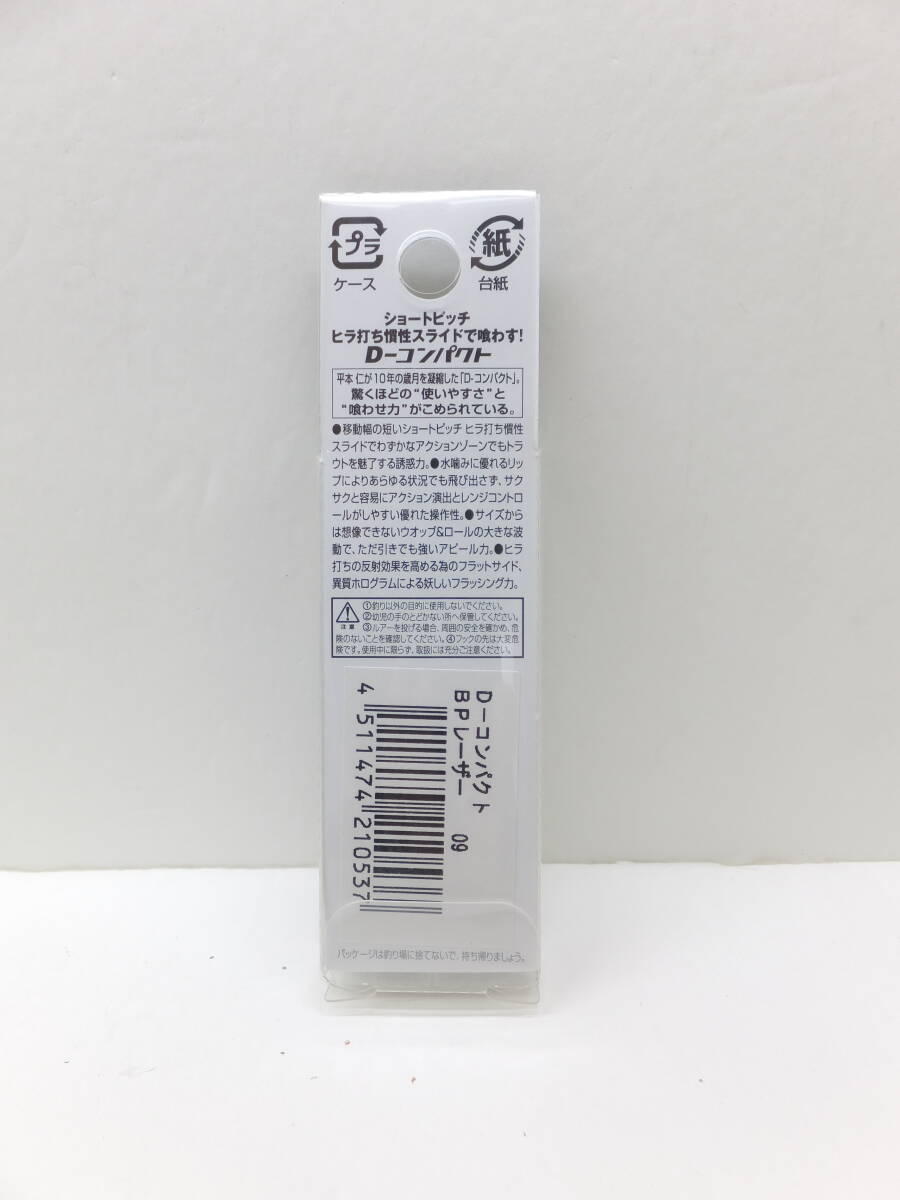 プラ
ケース
紙
台紙
ショートピッチ
ヒラ打ち慣性スライドで喰わす!
D-コンパクト
平本 仁が10年の歳月を凝縮した「D-コンパクト」。
驚くほどの“使いやすさ”と
“喰わせ力”がこめられている。
●移動幅の短いショートピッチ ヒラ打ち慣性
スライドでわずかなアクションゾーンでもトラ
ウトを魅了する誘惑力。●水噛みに優れるリッ
プによりあらゆる状況でも飛び出さず、サク
サクと容易にアクション演出とレンジコントロ
ールがしやすい優れた操作性。●サイズから
は想像できないウオップ&ロールの大きな波
動で、ただ引きでも強いアピール力。●ヒラ
打ちの反射効果を高める為のフラットサイド、
異質ホログラムによる妖しいフラッシング力。
注意
①釣り以外の目的に使用しないでください。
②幼児の手のとどかない所へ保管してください。
③ルアーを投げる場合、周囲の安全を確かめ、危
険のないことを確認してください。④フックの先は大変危
険です。使用中に限らず、取扱には充分ご注意ください。
D-コンパクト
BPレーザー 09
4 511474 210537
パッケージは釣り場に捨てないで、持ち帰りましょう。